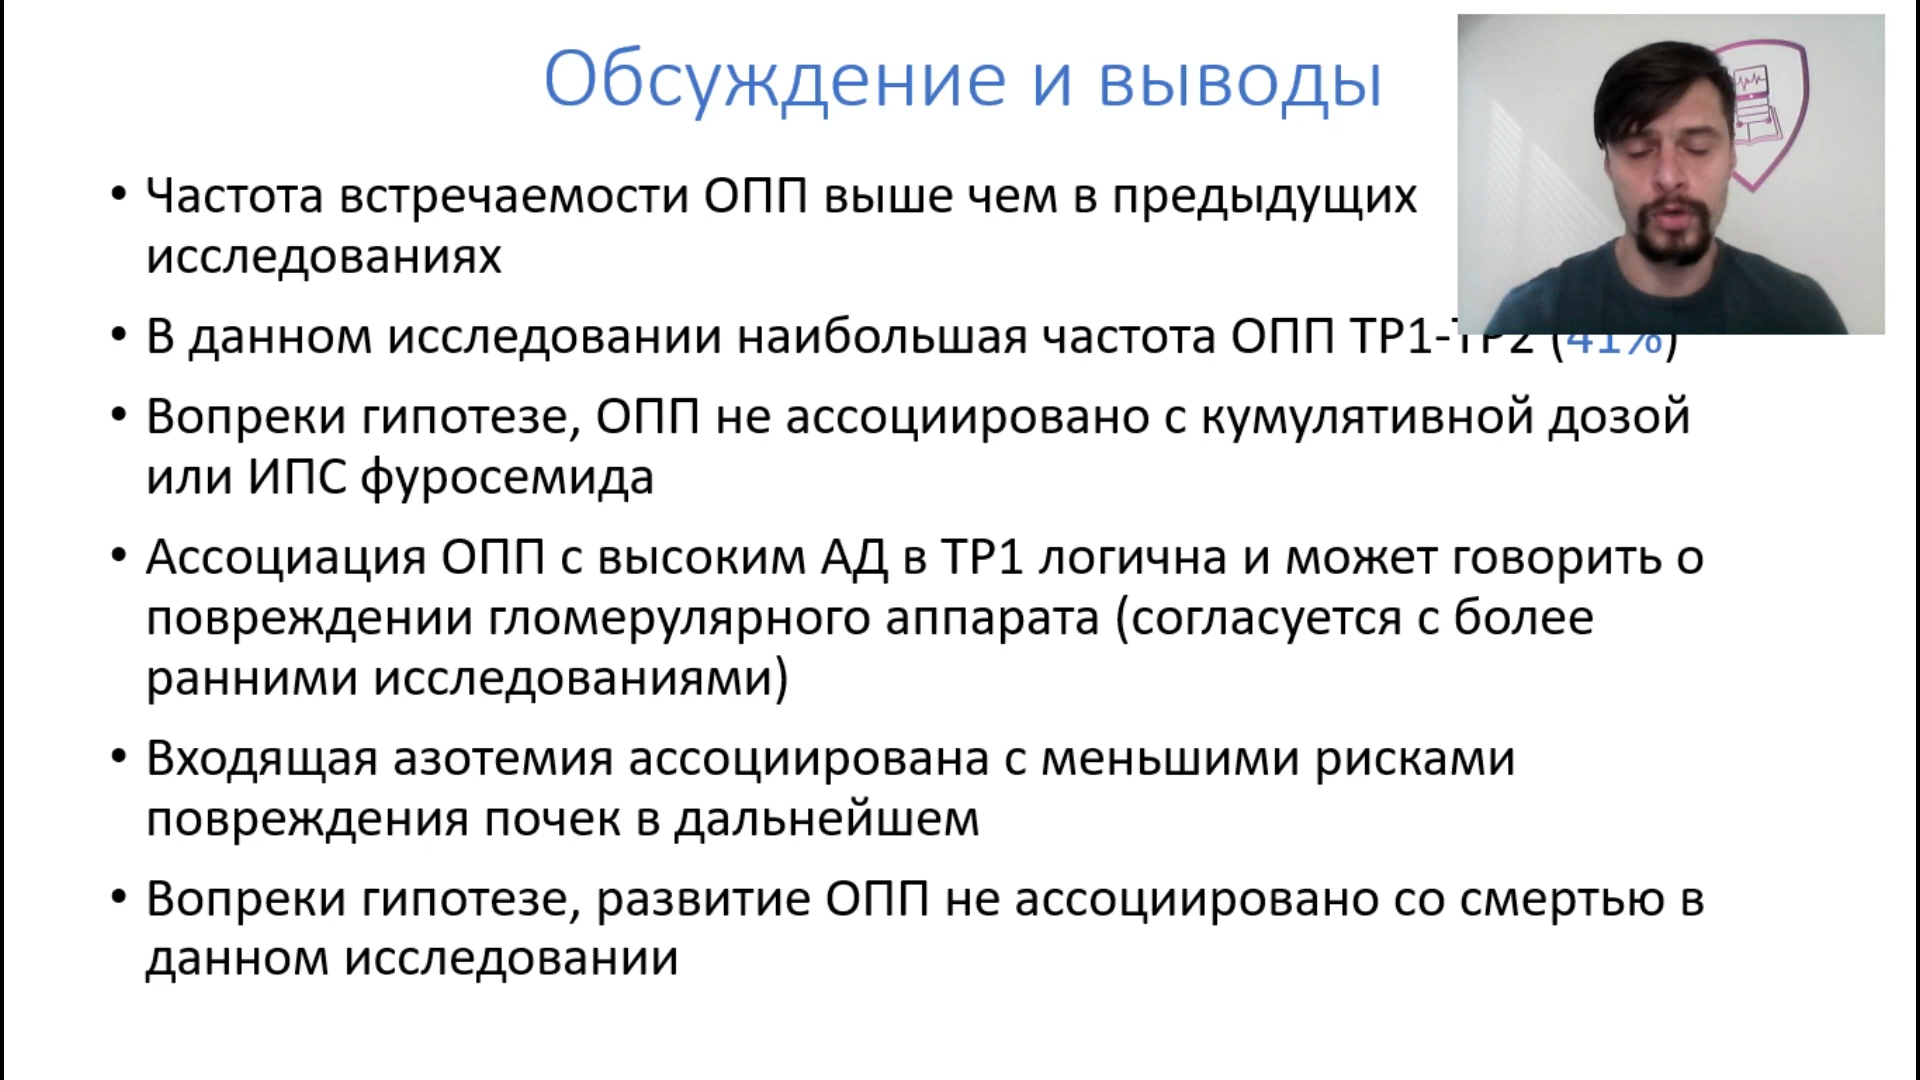 Обсуждение и выводы
• Частота встречаемости ОПП выше чем в предыдущих
исследованиях
• В данном исследовании наибольшая частота ОПП ТР1-ТР2 (41%)
• Вопреки гипотезе, ОПП не ассоциировано с кумулятивной дозой
или ИПС фуросемида
• Ассоциация ОПП с высоким АД в ТР1 логична и может говорить о
повреждении гломерулярного аппарата (согласуется с более
ранними исследованиями)
• Входящая азотемия ассоциирована с меньшими рисками
повреждения почек в дальнейшем
• Вопреки гипотезе, развитие ОПП не ассоциировано со смертью в
данном исследовании